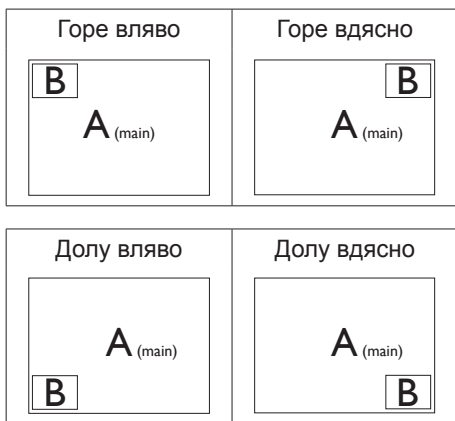 Горе вляво
Горе вдясно
B
A (main)
B
A (main)
Долу вляво
Долу вдясно
A (main)
B
A (main)
B